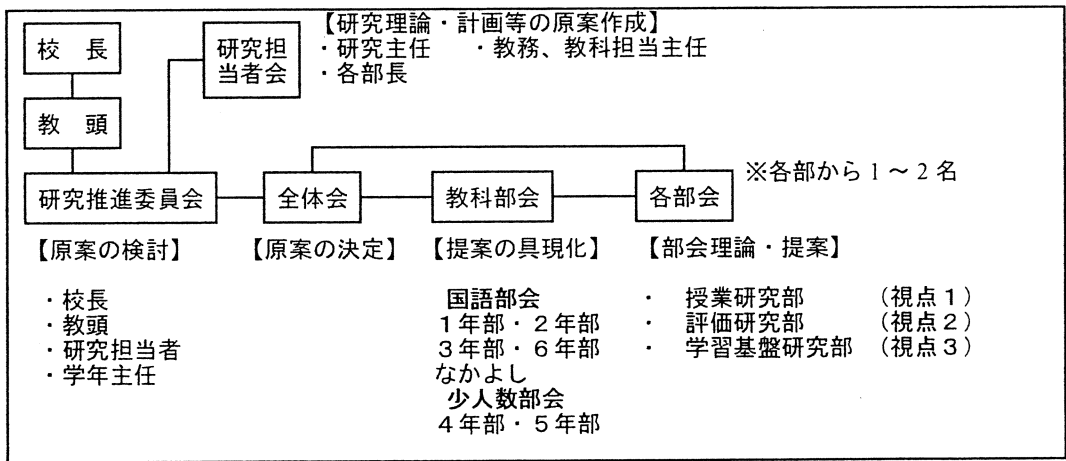 校　長
教　頭
研究推進委員会
【原案の検討】
・校長
・教頭
・研究担当者
・学年主任
研究担
当者会
【研究理論・計画等の原案作成】
・研究主任　　・教務、教科担当主任
・各部長
全体会
【原案の決定】
教科部会
【提案の具現化】
国語部会
１年部・２年部
３年部・６年部
なかよし
少人数部会
４年部・５年部
各部会
※各部から１～２名
【部会理論・提案】
・　授業研究部　　（視点１）
・　評価研究部　　（視点２）
・　学習基盤研究部　（視点３）